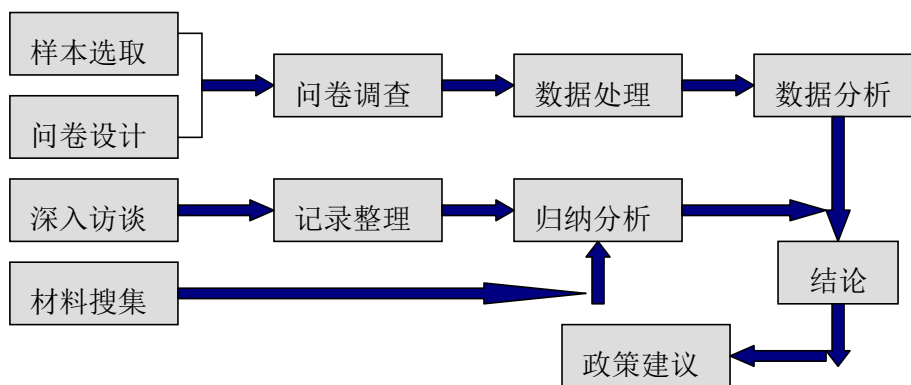 样本选取
问卷调查
数据处理
数据分析
问卷设计
深入访谈
记录整理
归纳分析
结论
材料搜集
政策建议